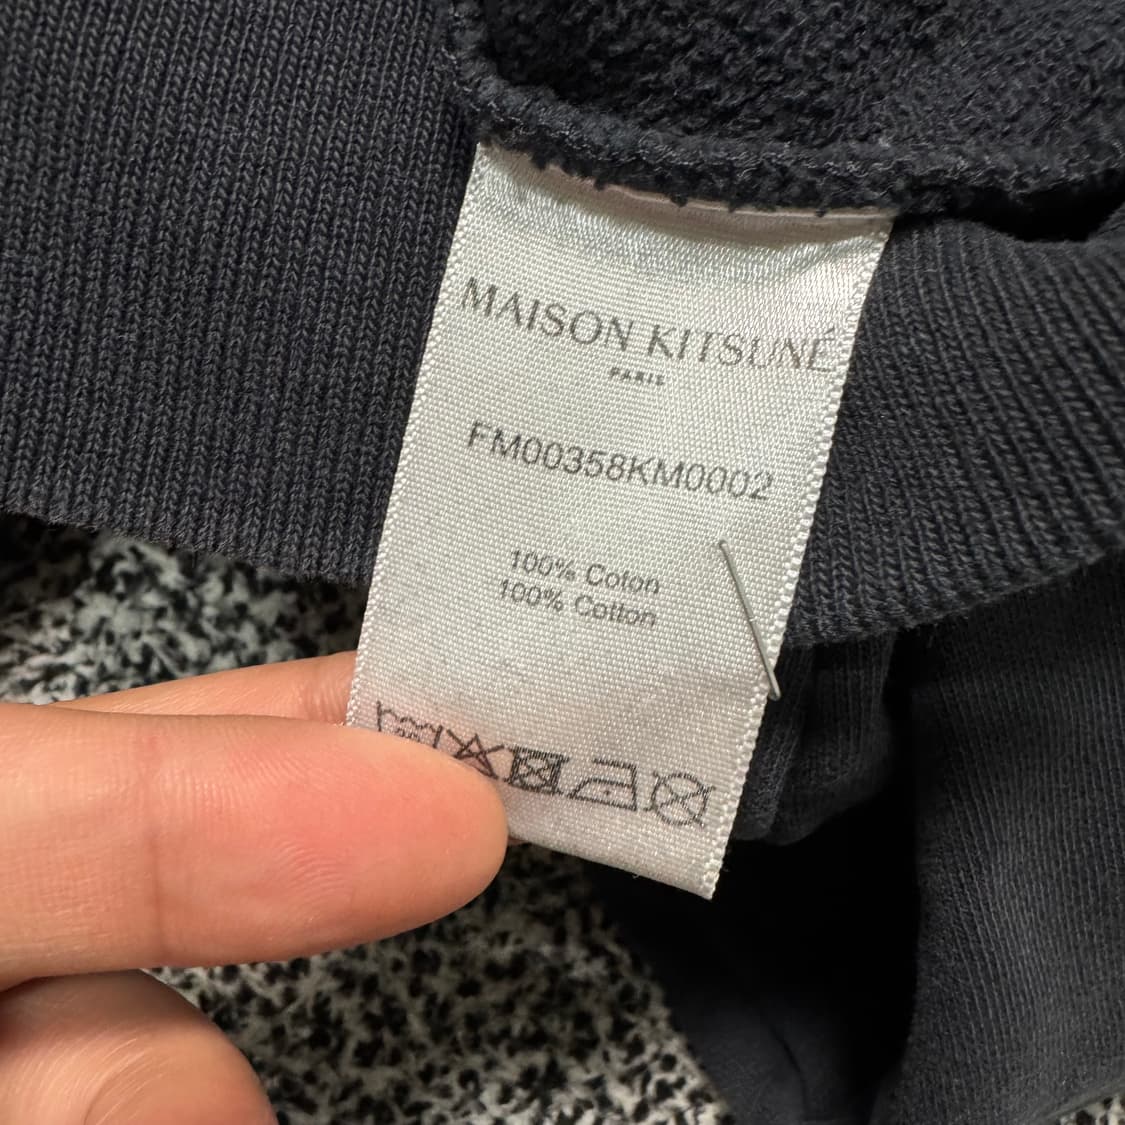 MAISON KITSUNÉ
PARIS
FM00358KM0002
100% Coton
100% Cotton